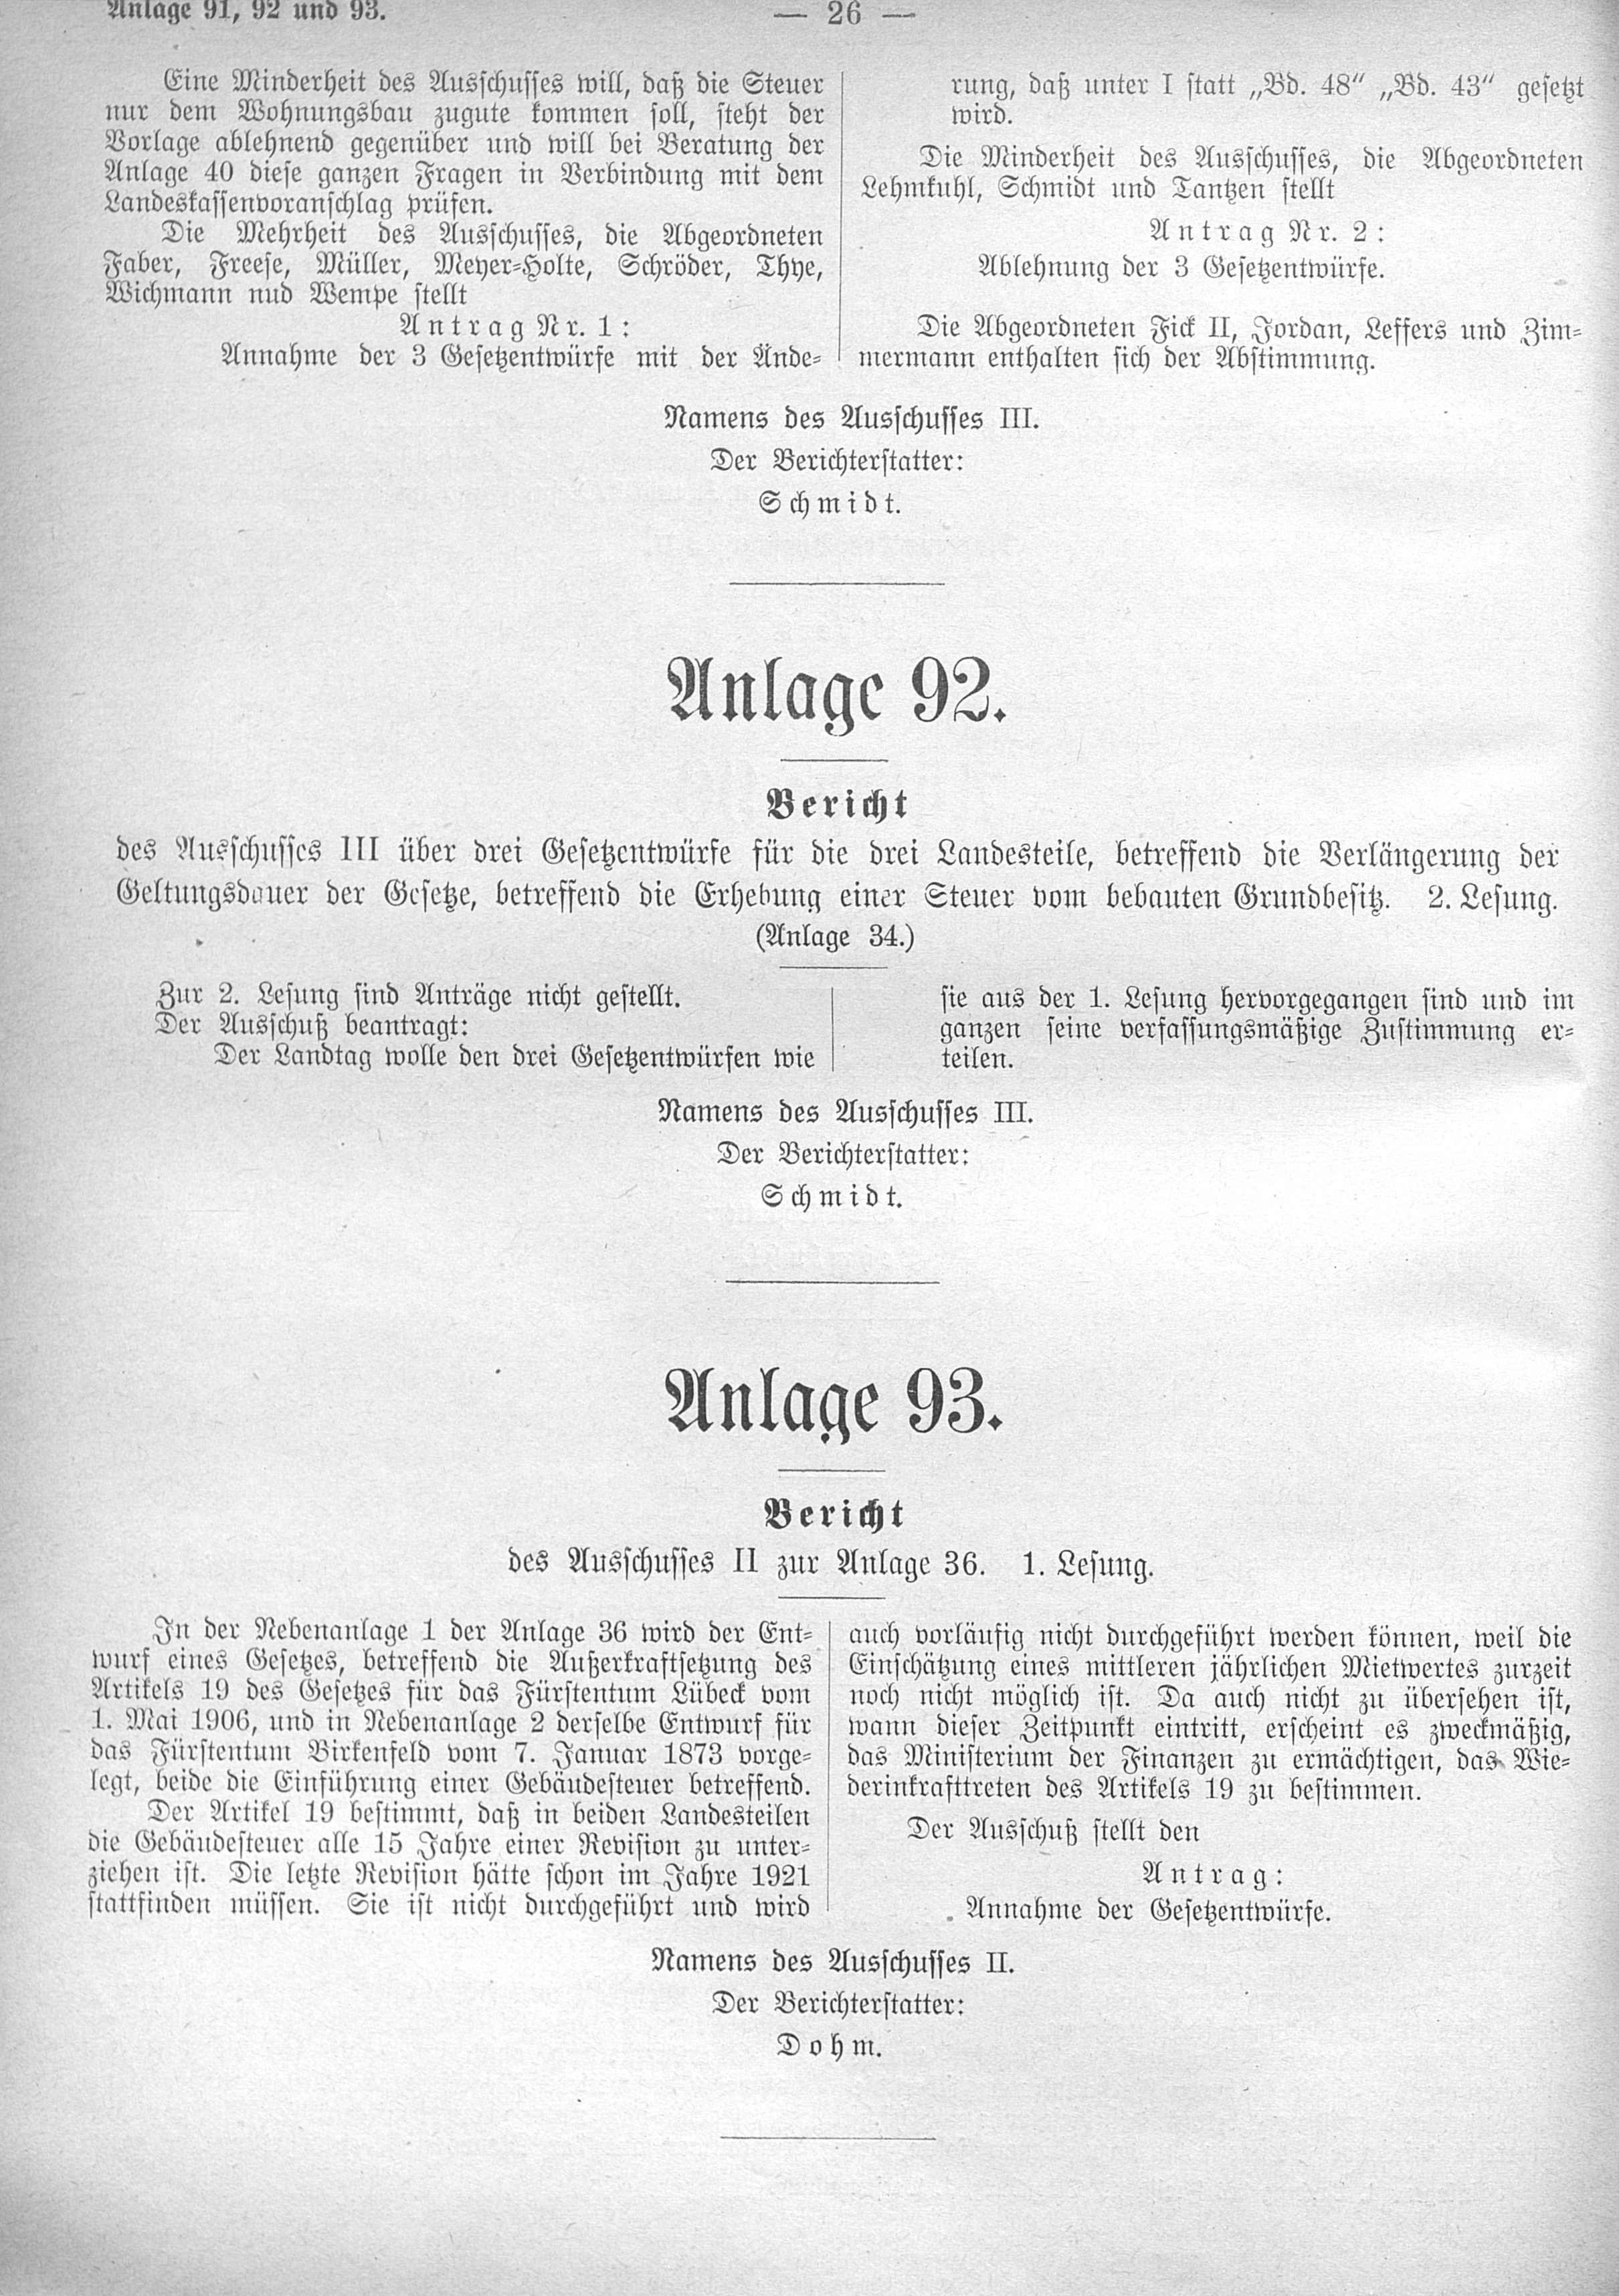 Anlage 91, 92 und 93.
— 26 —
Eine Minderheit des Ausschusses will, daß die Steuer
nur dem Wohnungsbau zugute kommen soll, steht der
Vorlage ablehnend gegenüber und will bei Beratung der
Anlage 40 diese ganzen Fragen in Verbindung mit dem
Landeskassenvoranschlag prüfen.
Die Mehrheit des Ausschusses, die Abgeordneten
Faber, Freese, Müller, Meyer-Holte, Schröder, Thye,
Wichmann nud Wempe stellt
Antrag Nr. 1:
Annahme der 3 Gesetzentwürfe mit der Ände-
rung, daß unter I statt „Bd. 48“ „Bd. 43“ gesetzt
wird.
Die Minderheit des Ausschusses, die Abgeordneten
Lehmkuhl, Schmidt und Tantzen stellt
Antrag Nr. 2:
Ablehnung der 3 Gesetzentwürfe.
Die Abgeordneten Fick II, Jordan, Leffers und Zim-
mermann enthalten sich der Abstimmung.
Namens des Ausschusses III.
Der Berichterstatter:
Schmidt.
Anlage 92.
Bericht
des Ausschusses III über drei Gesetzentwürfe für die drei Landesteile, betreffend die Verlängerung der
Geltungsdauer der Gesetze, betreffend die Erhebung einer Steuer vom bebauten Grundbesitz. 2. Lesung.
(Anlage 34.)
Zur 2. Lesung sind Anträge nicht gestellt.
Der Ausschuß beantragt:
Der Landtag wolle den drei Gesetzentwürfen wie
sie aus der 1. Lesung hervorgegangen sind und im
ganzen seine verfassungsmäßige Zustimmung er-
teilen.
Namens des Ausschusses III.
Der Berichterstatter:
Schmidt.
Anlage 93.
Bericht
des Ausschusses II zur Anlage 36. 1. Lesung.
In der Nebenanlage 1 der Anlage 36 wird der Ent-
wurf eines Gesetzes, betreffend die Außerkraftsetzung des
Artikels 19 des Gesetzes für das Fürstentum Lübeck vom
1. Mai 1906, und in Nebenanlage 2 derselbe Entwurf für
das Fürstentum Birkenfeld vom 7. Januar 1873 vorge-
legt, beide die Einführung einer Gebäudesteuer betreffend.
Der Artikel 19 bestimmt, daß in beiden Landesteilen
die Gebäudesteuer alle 15 Jahre einer Revision zu unter-
ziehen ist. Die letzte Revision hätte schon im Jahre 1921
stattfinden müssen. Sie ist nicht durchgeführt und wird
auch vorläufig nicht durchgeführt werden können, weil die
Einschätzung eines mittleren jährlichen Mietwertes zurzeit
noch nicht möglich ist. Da auch nicht zu übersehen ist,
wann dieser Zeitpunkt eintritt, erscheint es zweckmäßig,
das Ministerium der Finanzen zu ermächtigen, das Wie-
derinkrafttreten des Artikels 19 zu bestimmen.
Der Ausschuß stellt den
Antrag:
Annahme der Gesetzentwürfe.
Namens des Ausschusses II.
Der Berichterstatter:
Dohm.